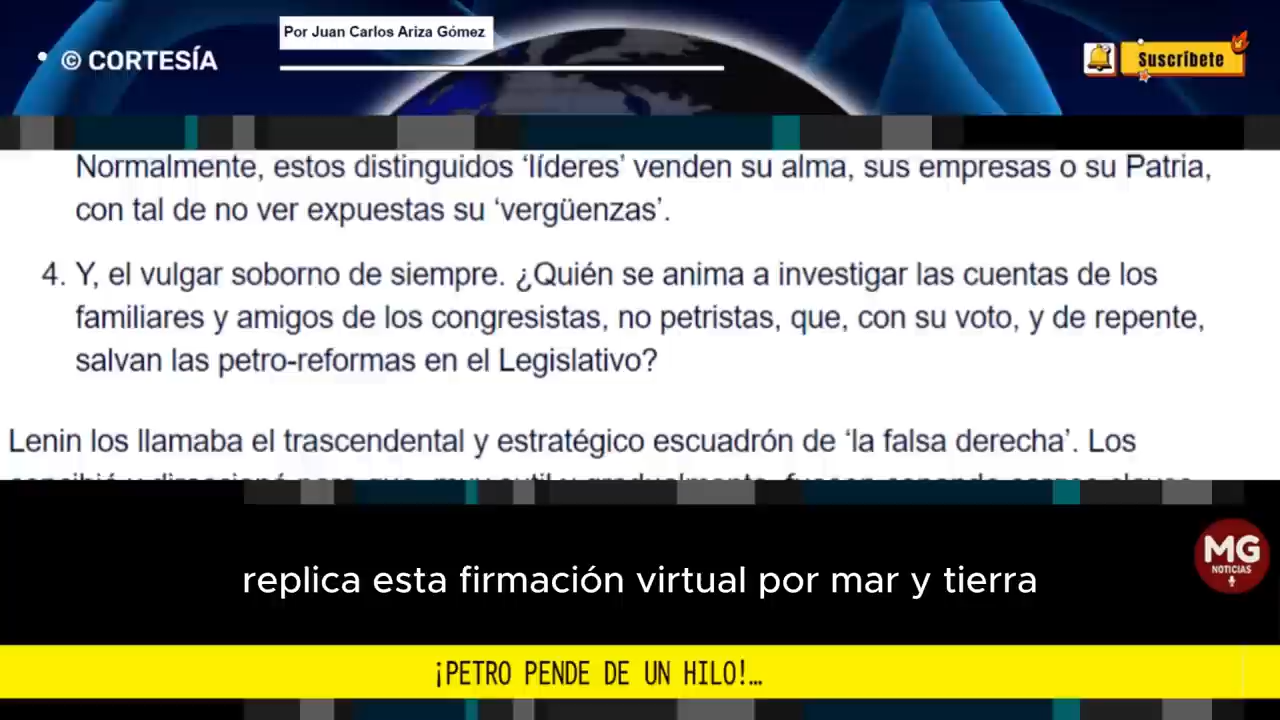 Por Juan Carlos Ariza Gómez
© CORTESÍA
Suscríbete
Normalmente, estos distinguidos ‘líderes’ venden su alma, sus empresas o su Patria,
con tal de no ver expuestas su ‘vergüenzas’.
4. Y, el vulgar soborno de siempre. ¿Quién se anima a investigar las cuentas de los
familiares y amigos de los congresistas, no petristas, que, con su voto, y de repente,
salvan las petro-reformas en el Legislativo?
Lenin los llamaba el trascendental y estratégico escuadrón de ‘la falsa derecha’. Los
MG
NOTICIAS
replica esta firmación virtual por mar y tierra
¡PETRO PENDE DE UN HILO!...